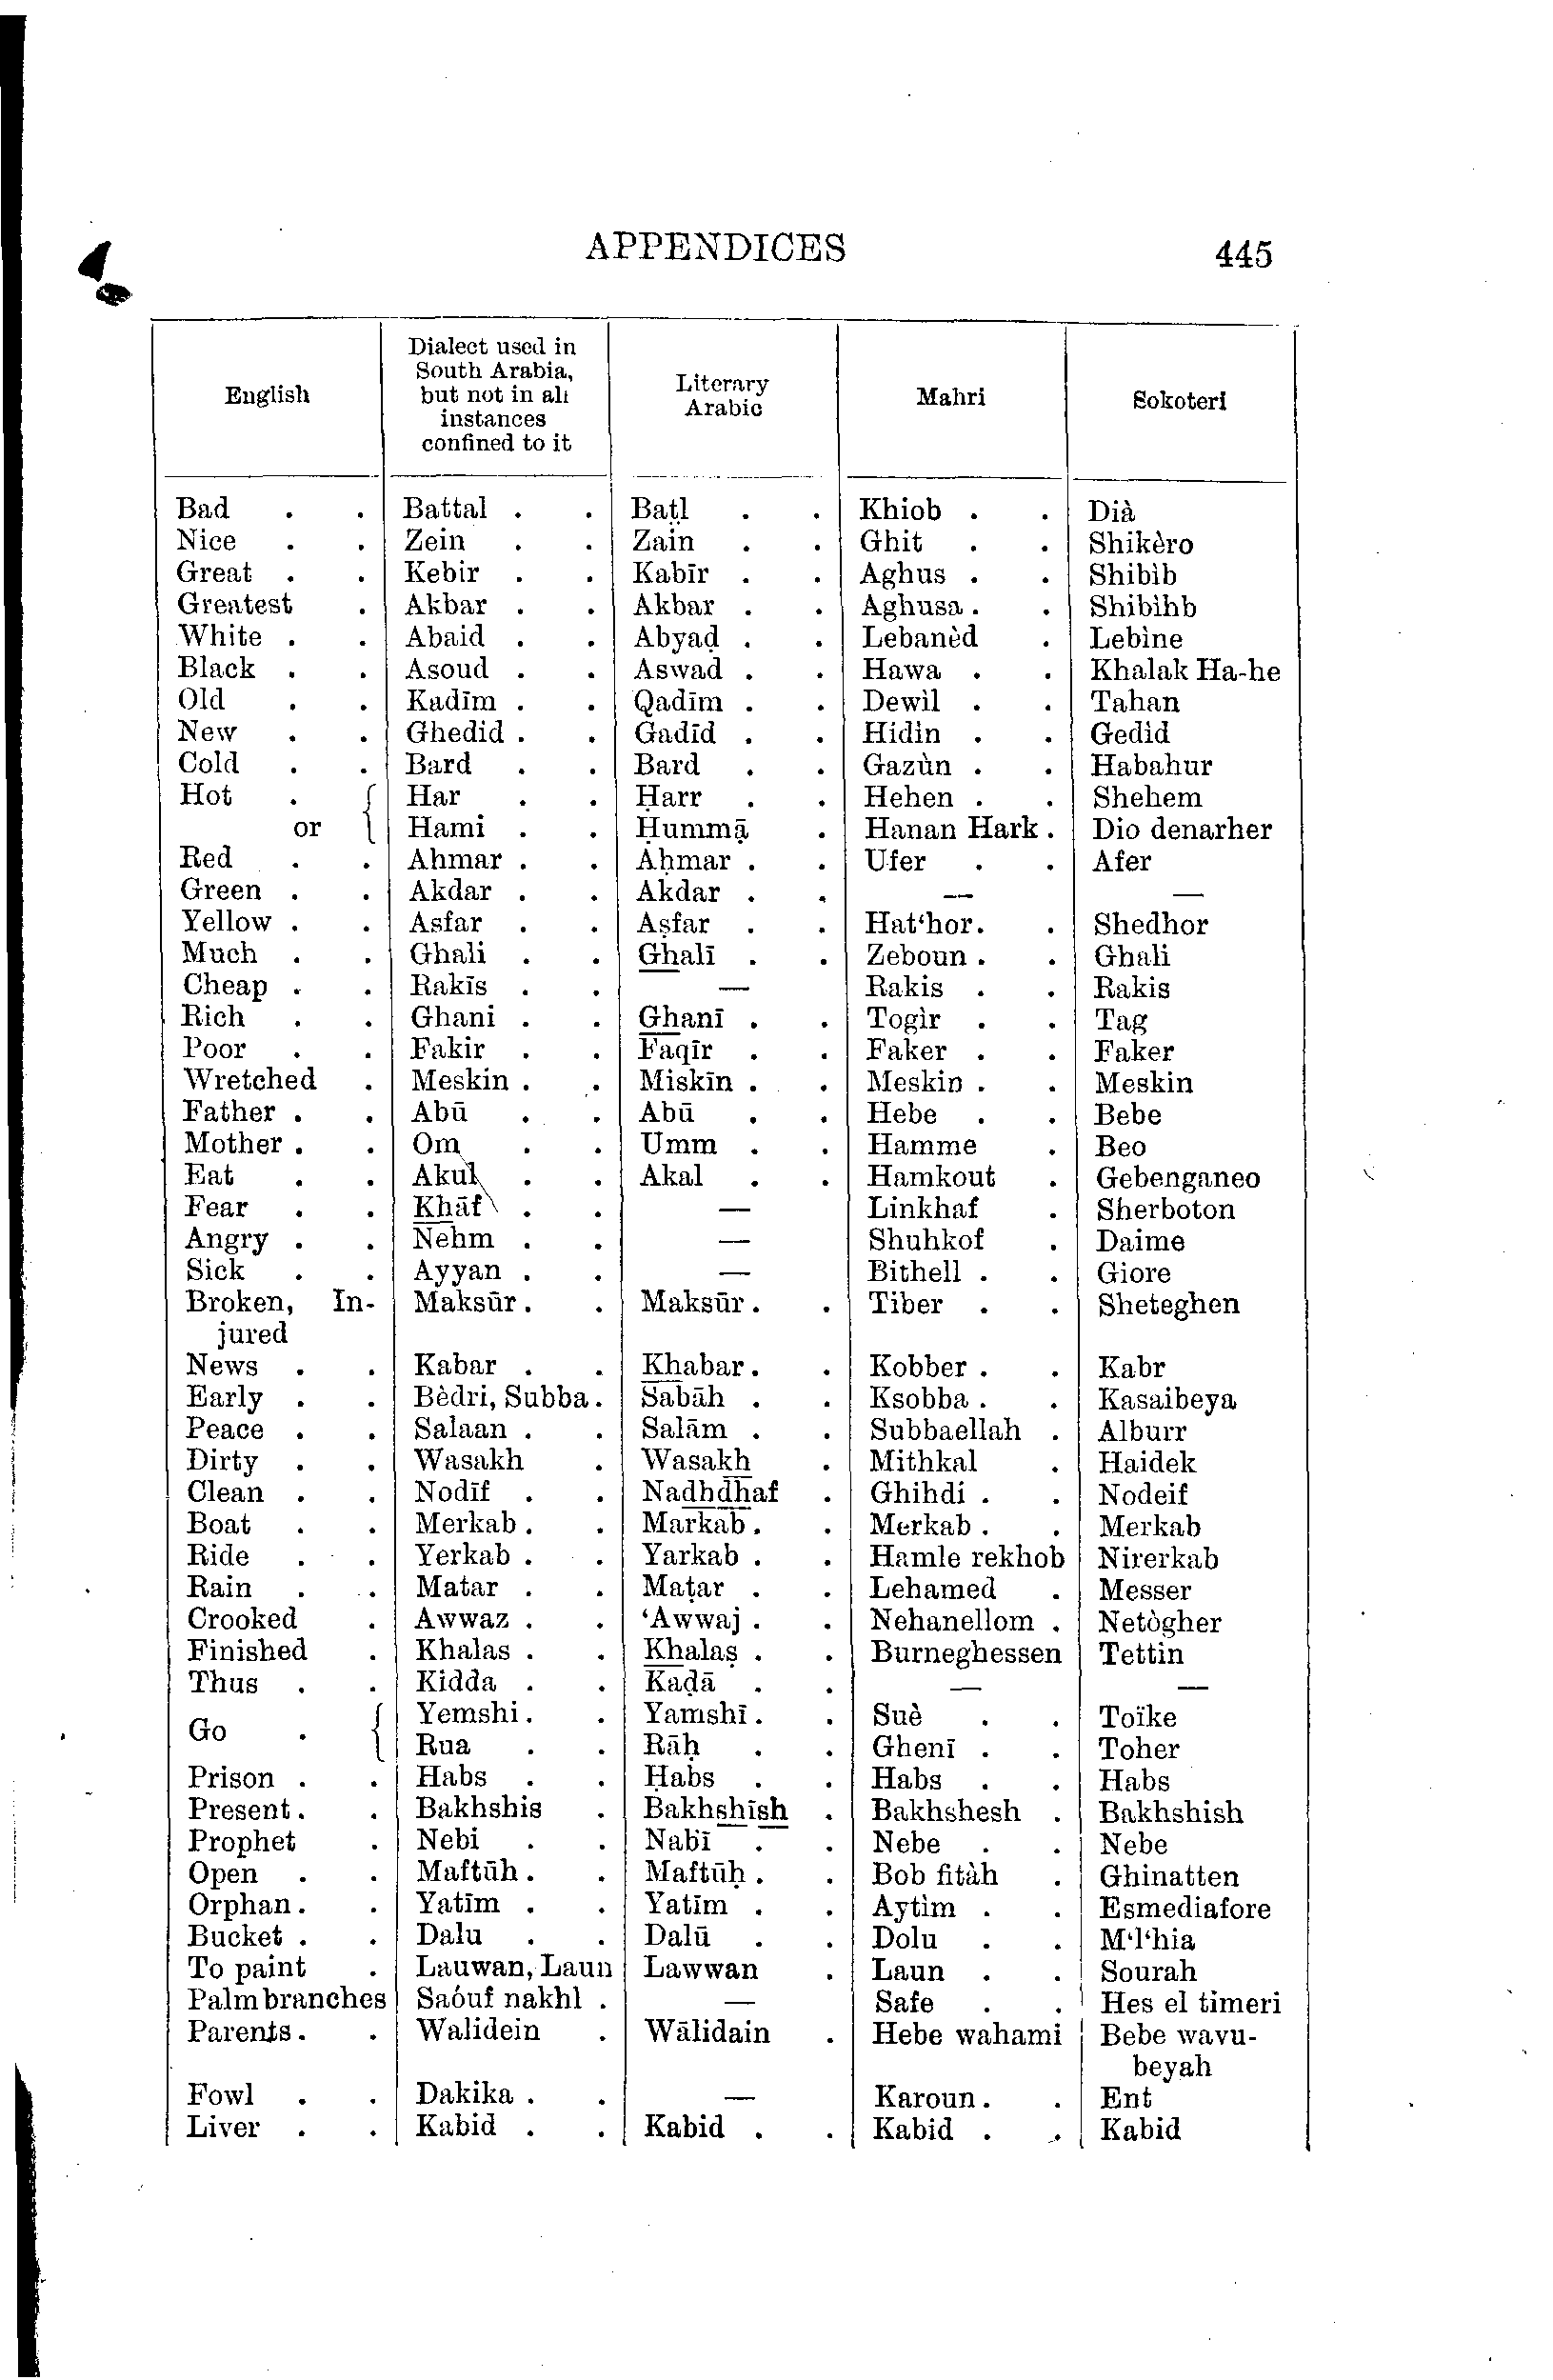 APPENDICES 445
English | Dialect used in South Arabia, but not in all instances confined to it | Literary Arabic | Mahri | Sokoteri
Bad . . Battal . . Baṭl . . Khiob . . Dià
Nice . . Zein . . Zain . . Ghit . . Shikèro
Great . . Kebir . . Kabīr . . Aghus . . Shibìb
Greatest . Akbar . . Akbar . . Aghusa . . Shibìhb
White . . Abaid . . Abyaḍ . . Lebanèd . Lebìne
Black . . Asoud . . Aswad . . Hawa . . Khalak Ha-he
Old . . Kadīm . . Qadīm . . Dewìl . . Tahan
New . . Ghedid . . Gadīd . . Hidìn . . Gedìd
Cold . . Bard . . Bard . . Gazùn . . Habahur
Hot . { Har . . Ḥarr . . Hehen . . Shehem
or { Hami . . Ḥummā̤ . Hanan Hark . Dio denarher
Red . . Ahmar . . Aḥmar . . Ufer . . Afer
Green . . Akdar . . Akdar . . — —
Yellow . . Asfar . . Aṣfar . . Hat‘hor . . Shedhor
Much . . Ghali . . Ghalī . . Zeboun . . Ghali
Cheap . . Rakīs . . — Rakis . . Rakis
Rich . . Ghani . . Ghanī . . Togìr . . Tag
Poor . . Fakir . . Faqīr . . Faker . . Faker
Wretched . Meskin . . Miskīn . . Meskin . . Meskin
Father . . Abū . . Abū . . Hebe . . Bebe
Mother . . Om . . Umm . . Hamme . Beo
Eat . . Akul . . Akal . . Hamkout . Gebenganeo
Fear . . Khāf . . — Linkhaf . Sherboton
Angry . . Nehm . . — Shuhkof . Daime
Sick . . Ayyan . . — Bithell . . Giore
Broken, In- Maksūr . . Maksūr . . Tiber . . Sheteghen
jured
News . . Kabar . . Khabar . . Kobber . . Kabr
Early . . Bèdri, Subba . Sabāh . . Ksobba . . Kasaibeya
Peace . . Salaan . . Salām . . Subbaellah . Alburr
Dirty . . Wasakh . Wasakh . Mithkal . Haidek
Clean . . Nodīf . . Nadhdhaf . Ghihdi . . Nodeif
Boat . . Merkab . . Markab . . Merkab . . Merkab
Ride . . Yerkab . . Yarkab . . Hamle rekhob Nirerkab
Rain . . Matar . . Maṭar . . Lehamed . Messer
Crooked . Awwaz . . ‘Awwaj . . Nehanellom . Netògher
Finished . Khalas . . Khalaṣ . . Burneghessen Tettin
Thus . . Kidda . . Kaḍā . . — —
Go . { Yemshi . . Yamshī . . Suè . . Toïke
Rua . . Rāḥ . . Ghenī . . Toher
Prison . . Habs . . Ḥabs . . Habs . . Habs
Present . . Bakhshis . Bakhshīsh . Bakhshesh . Bakhshish
Prophet . Nebi . . Nabī . . Nebe . . Nebe
Open . . Maftūh . . Maftūḥ . . Bob fitàh . Ghinatten
Orphan . . Yatīm . . Yatīm . . Aytìm . . Esmediafore
Bucket . . Dalu . . Dalū . . Dolu . . M‘l‘hia
To paint . Lauwan, Laun Lawwan . Laun . . Sourah
Palm branches Saóuf nakhl . — Safe . . Hes el timeri
Parents . . Walidein . Wālidain . Hebe wahami Bebe wavu-
beyah
Fowl . . Dakika . . — Karoun . . Ent
Liver . . Kabid . . Kabid . . Kabid . . Kabid